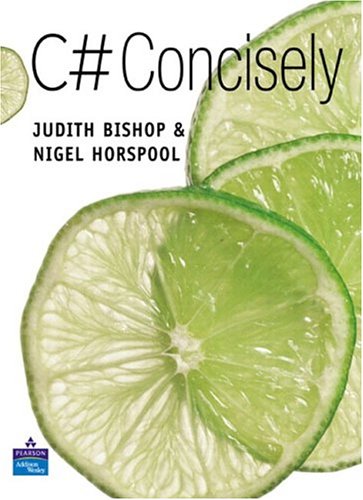 C# Concisely
JUDITH BISHOP &
NIGEL HORSPOOL
PEARSON
Addison
Wesley